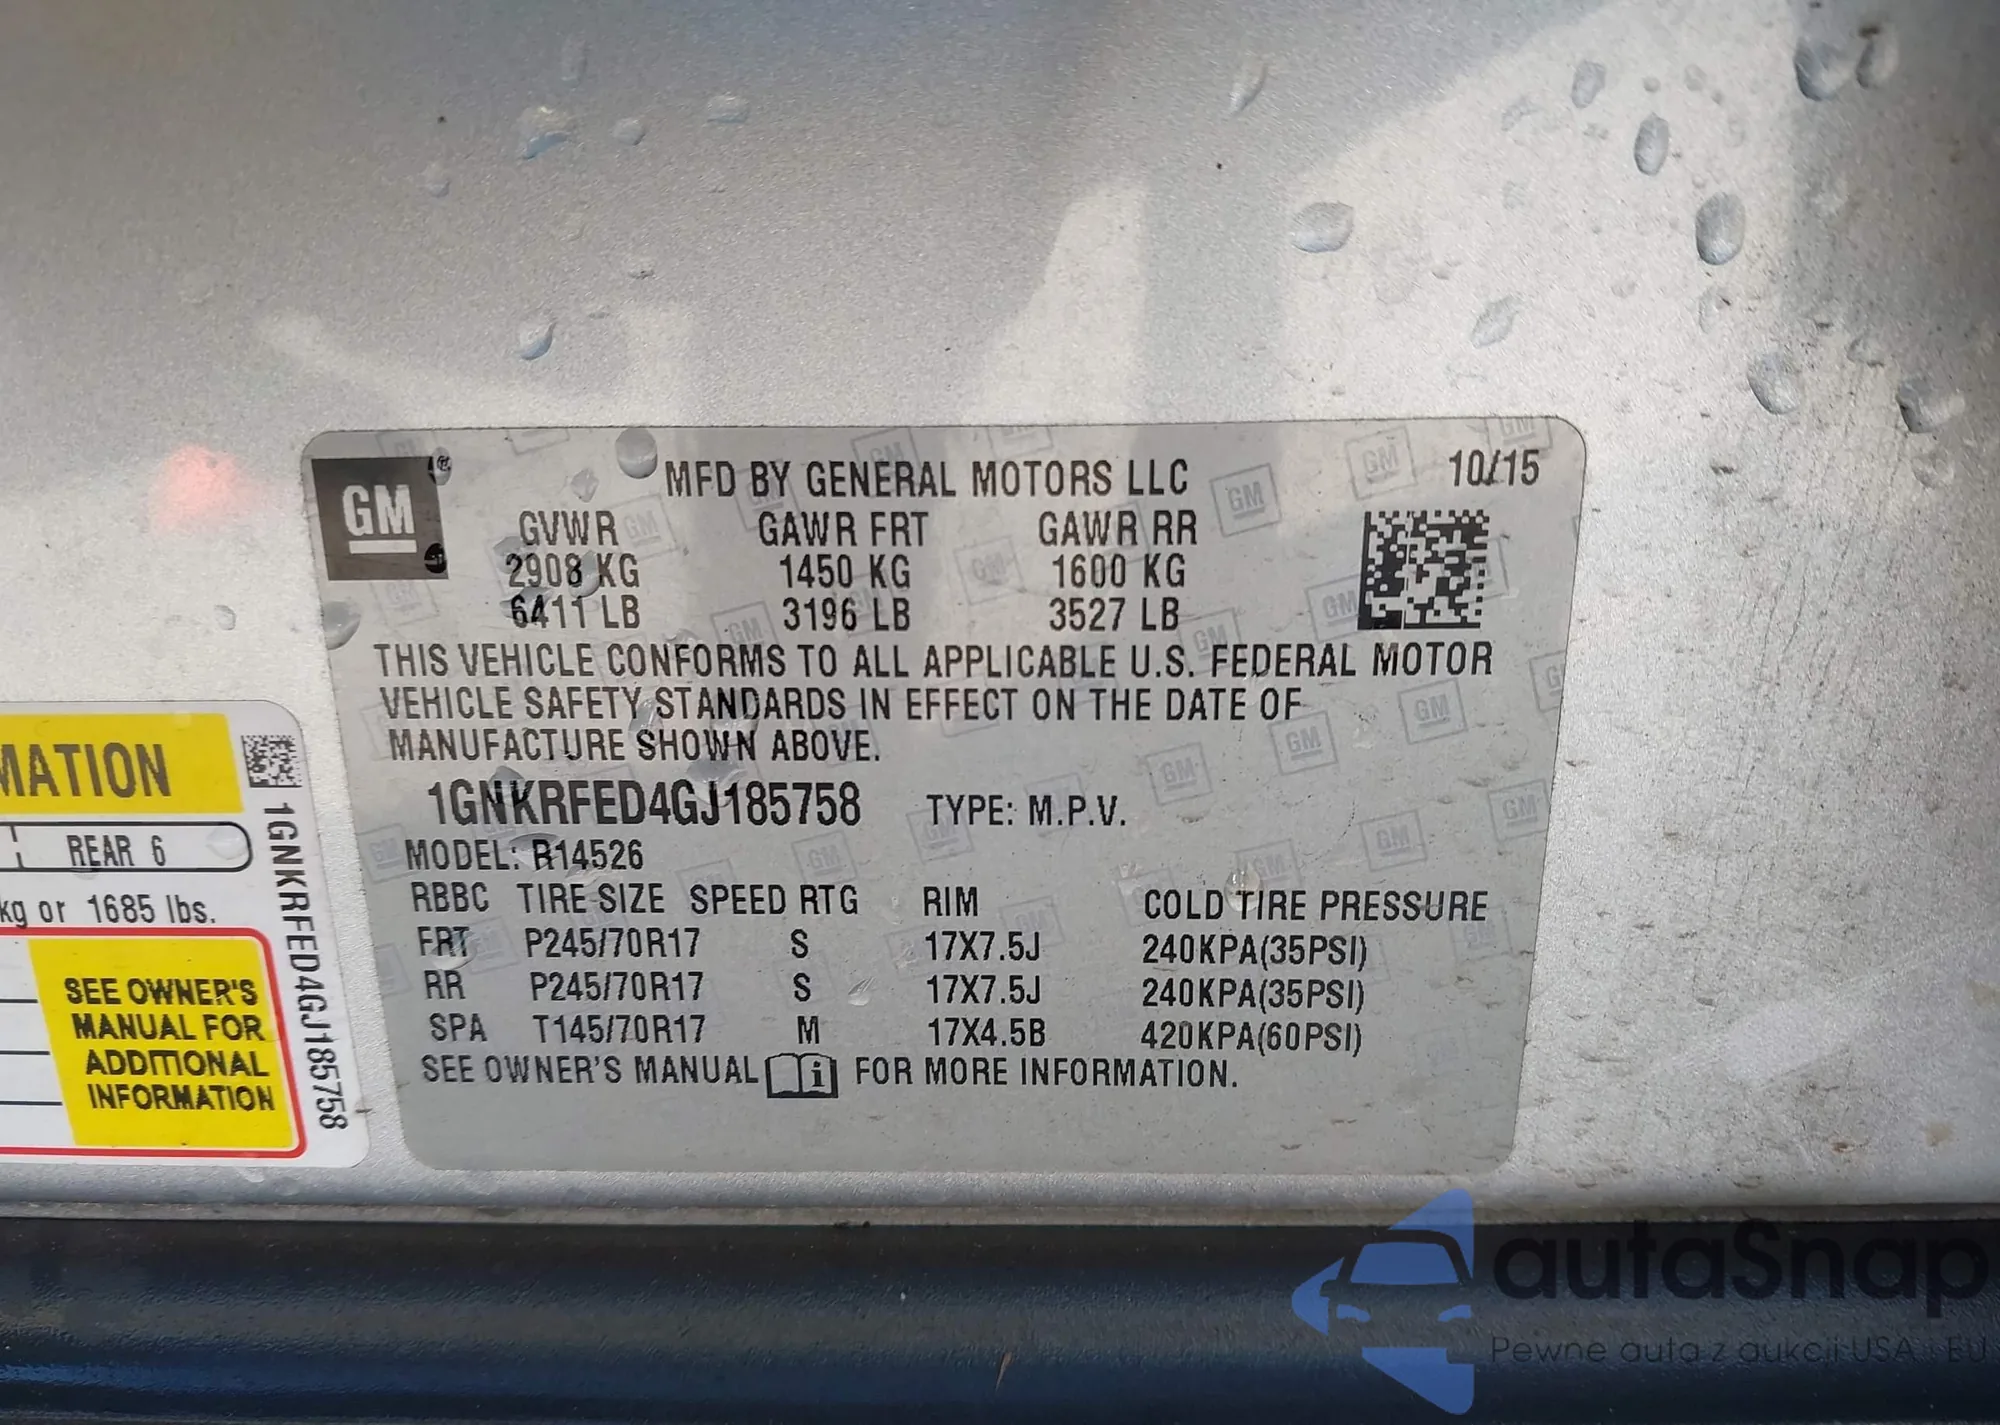 GM ®
MFD BY GENERAL MOTORS LLC 10/15
GVWR GAWR FRT GAWR RR
2908 KG 1450 KG 1600 KG
6411 LB 3196 LB 3527 LB
THIS VEHICLE CONFORMS TO ALL APPLICABLE U.S. FEDERAL MOTOR
VEHICLE SAFETY STANDARDS IN EFFECT ON THE DATE OF
MANUFACTURE SHOWN ABOVE.
1GNKRFED4GJ185758 TYPE: M.P.V.
MODEL: R14526
RBBC TIRE SIZE SPEED RTG RIM COLD TIRE PRESSURE
FRT P245/70R17 S 17X7.5J 240KPA(35PSI)
RR P245/70R17 S 17X7.5J 240KPA(35PSI)
SPA T145/70R17 M 17X4.5B 420KPA(60PSI)
SEE OWNER'S MANUAL i FOR MORE INFORMATION.
MATION
REAR 6
kg or 1685 lbs.
SEE OWNER'S
MANUAL FOR
ADDITIONAL
INFORMATION
1GNKRFED4GJ185758
autaSnap
Pewne auta z aukcji USA i EU